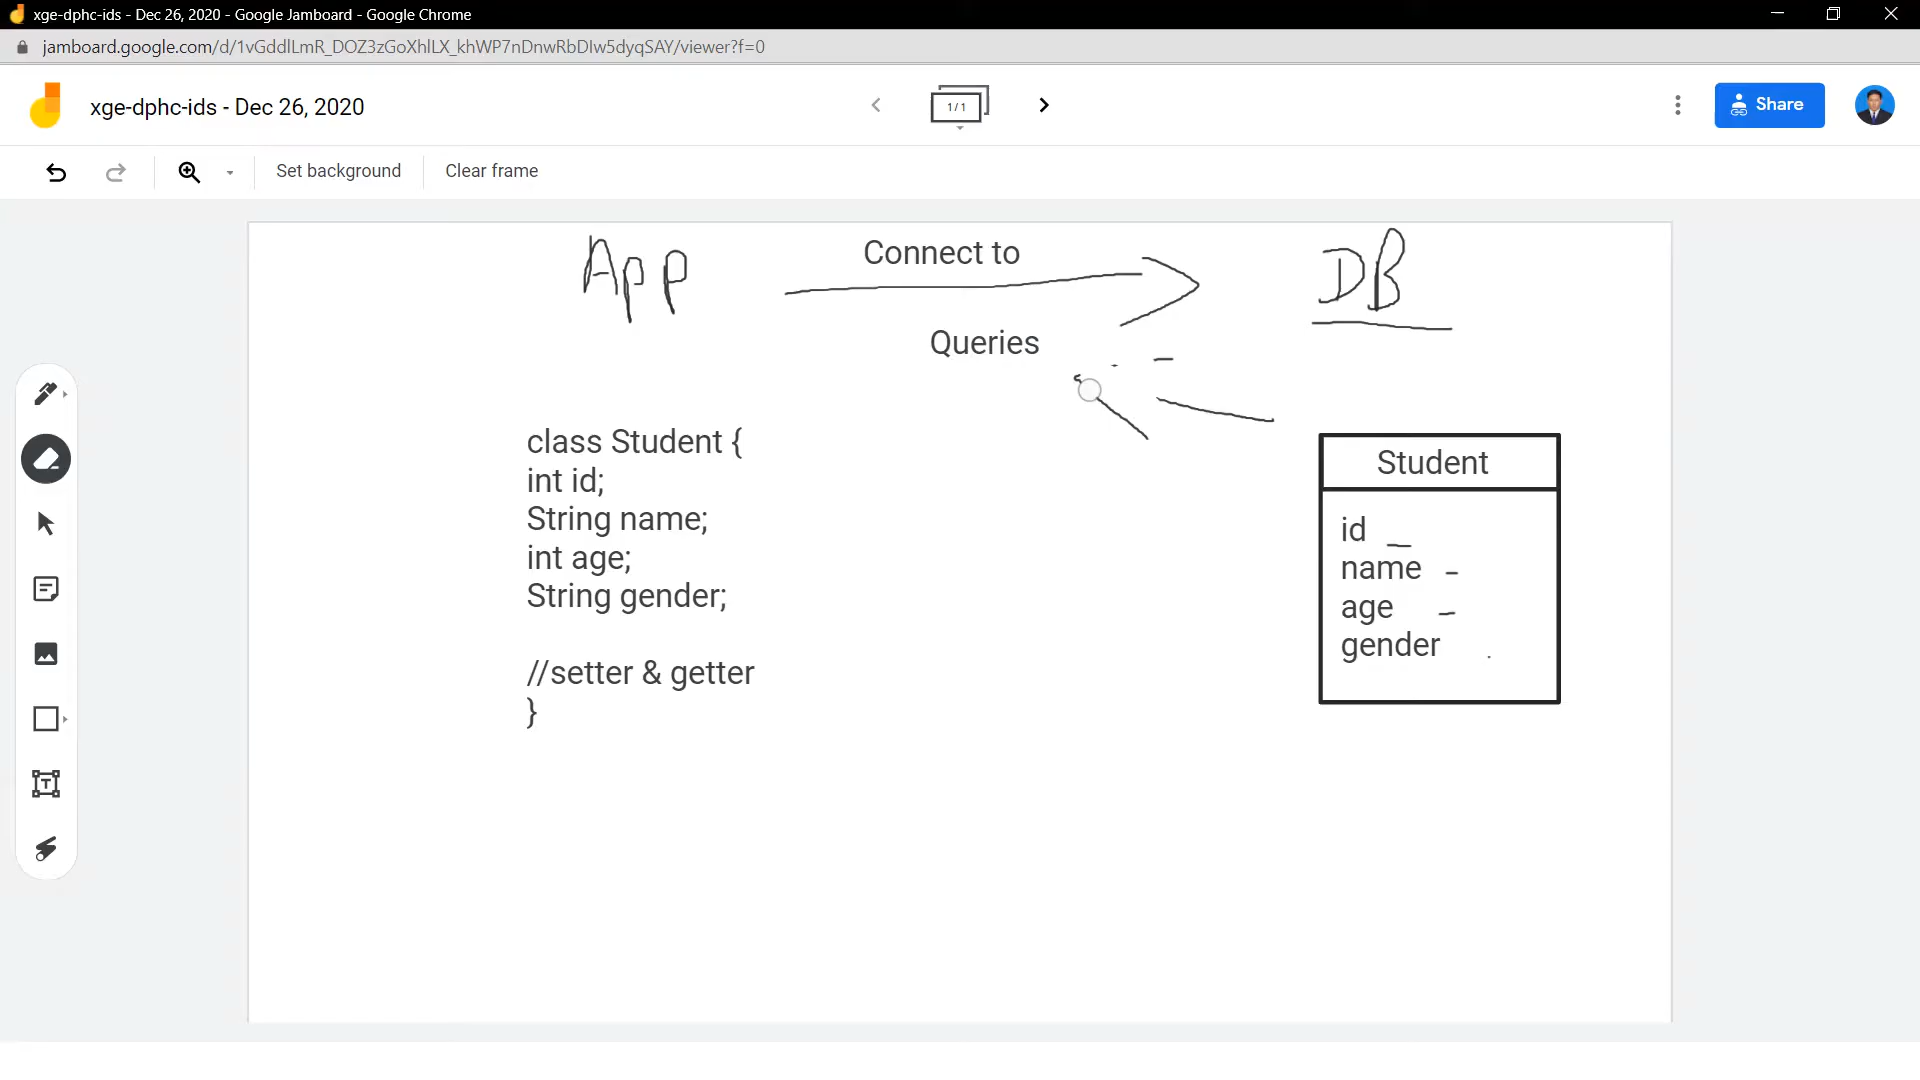 xge-dphc-ids - Dec 26, 2020 - Google Jamboard - Google Chrome
jamboard.google.com/d/1vGddlLmR_DOZ3zGoXhlLX_khWP7nDnwRbDIw5dyqSAY/viewer?f=0
xge-dphc-ids - Dec 26, 2020
1/1
Share
Set background
Clear frame
App
Connect to
DB
Queries
class Student {
int id;
String name;
int age;
String gender;
//setter & getter
}
Student
id
name
age
gender